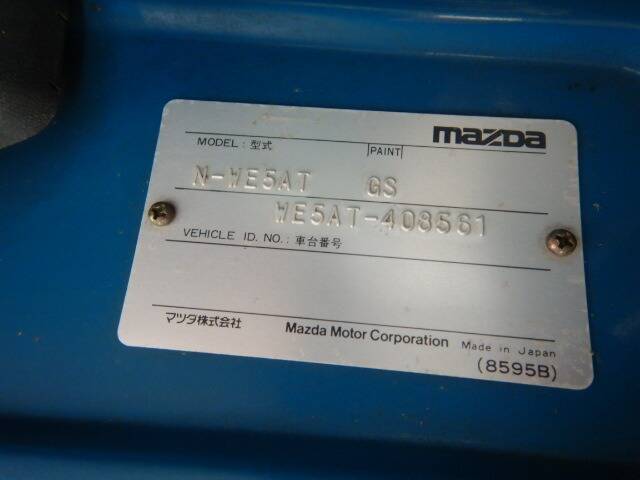 mazda
MODEL : 型式 PAINT
N-WE5AT GS
WE5AT-408581
VEHICLE ID. NO. : 車台番号
マツダ株式会社 Mazda Motor Corporation Made in Japan
(8595B)